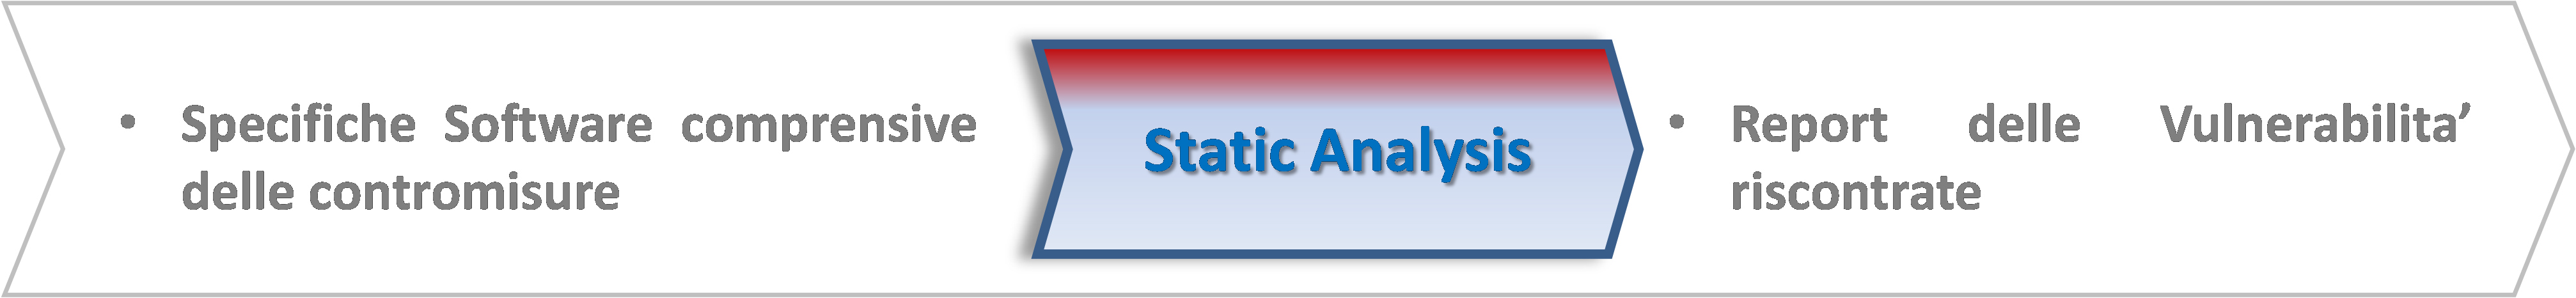 • Specifiche Software comprensive
delle contromisure
Static Analysis
• Report delle Vulnerabilita’
riscontrate